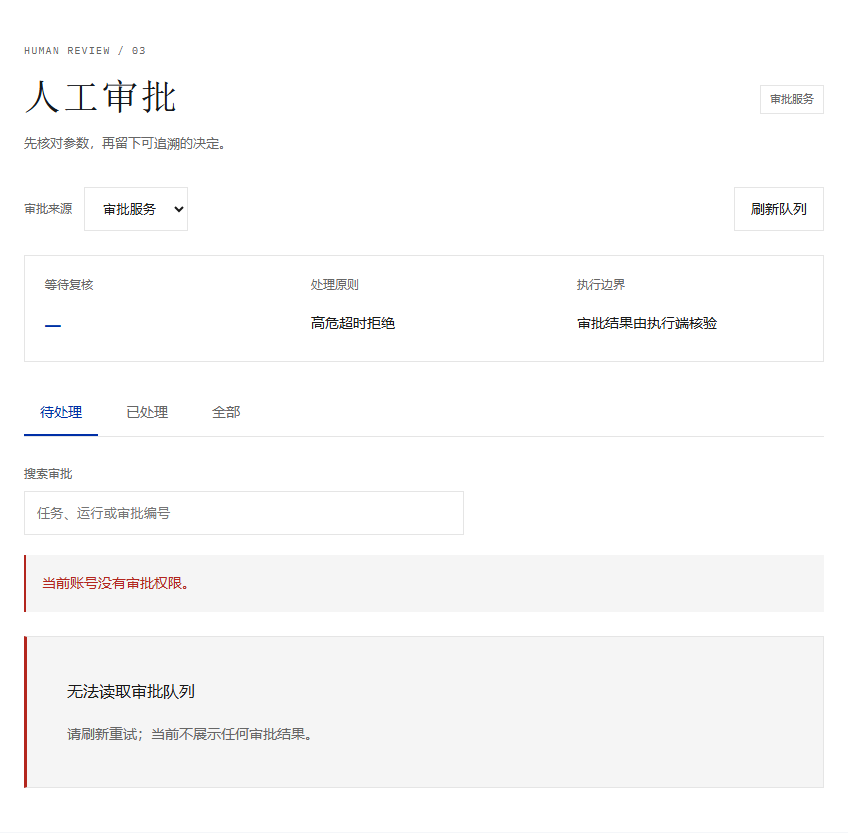 HUMAN REVIEW / 03
人工审批
审批服务
先核对参数，再留下可追溯的决定。
审批来源
审批服务
刷新队列
等待复核
处理原则
执行边界
—
高危超时拒绝
审批结果由执行端核验
待处理
已处理
全部
搜索审批
任务、运行或审批编号
当前账号没有审批权限。
无法读取审批队列
请刷新重试；当前不展示任何审批结果。